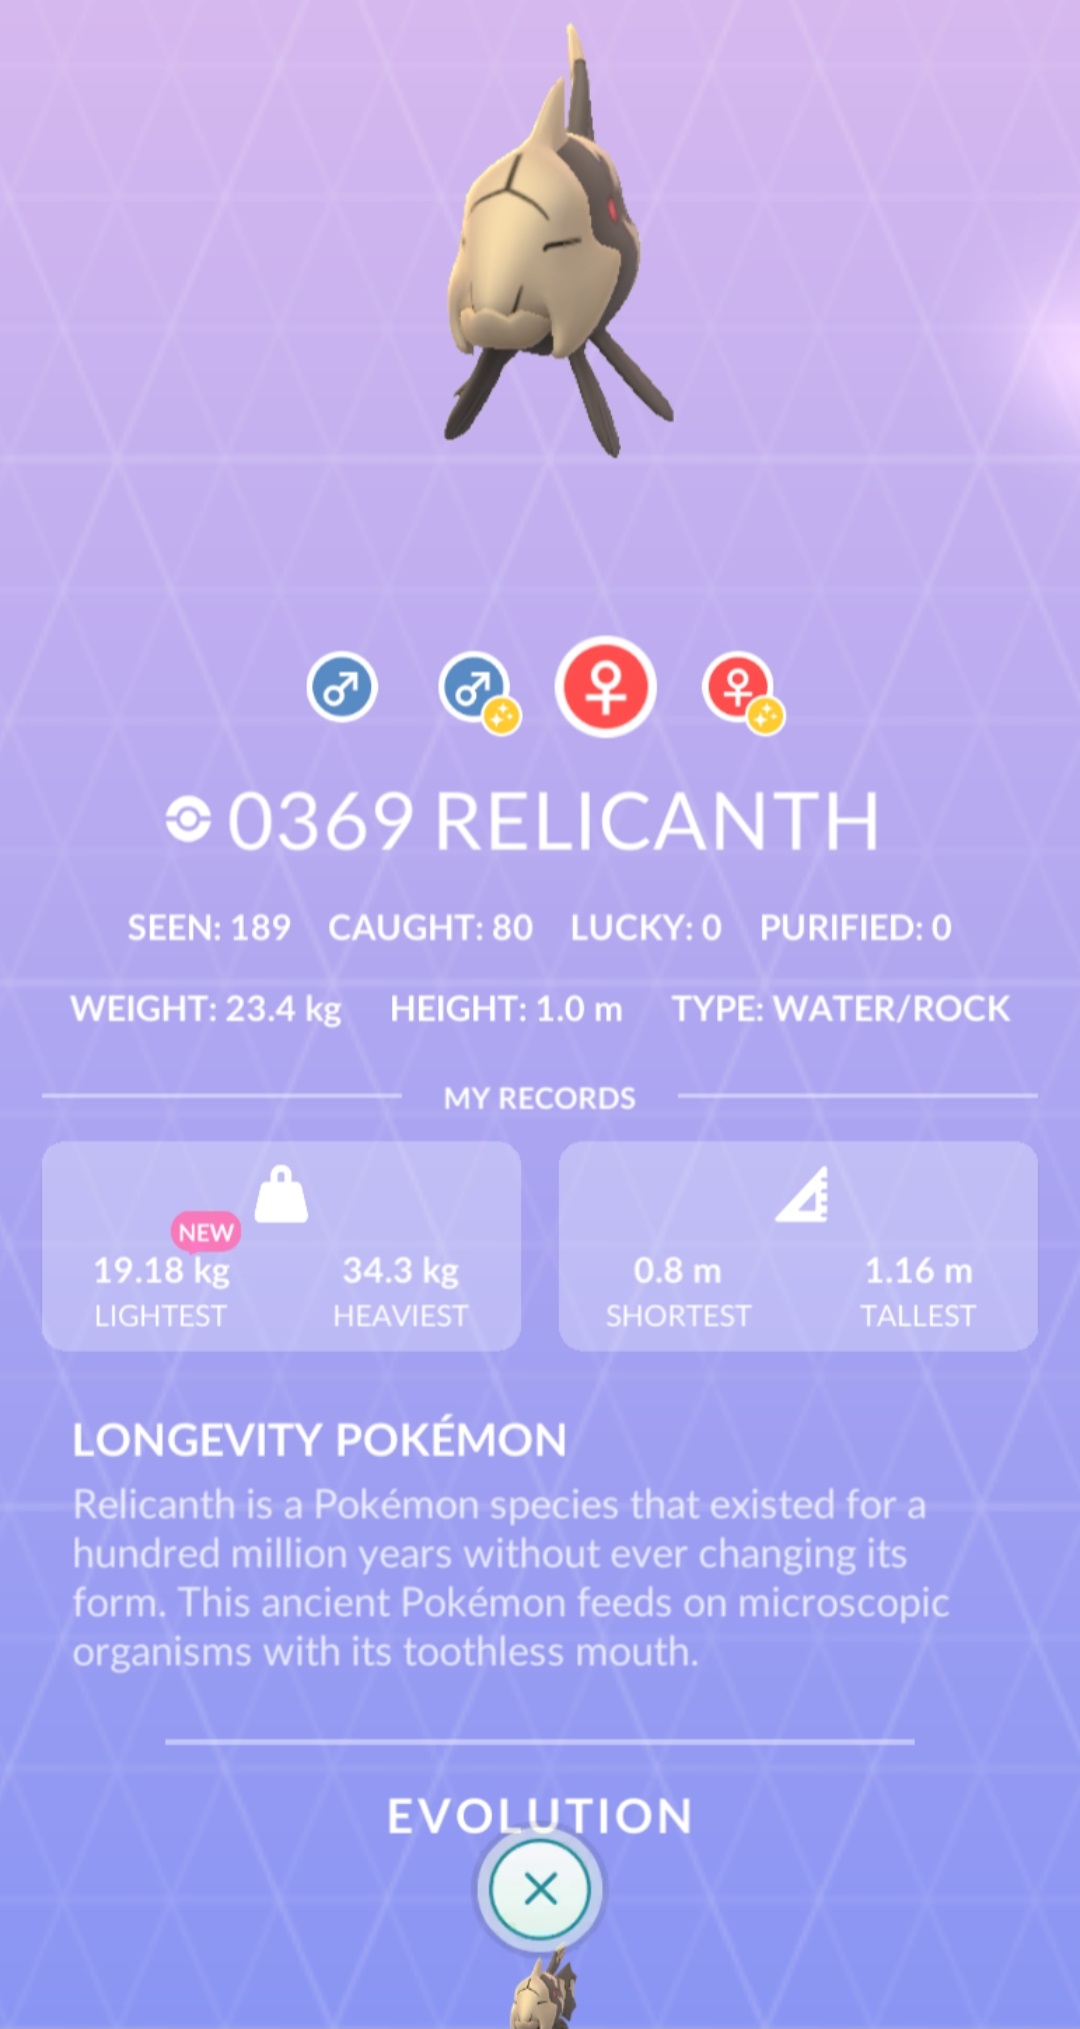 0369 RELICANTH
SEEN: 189 CAUGHT: 80 LUCKY: 0 PURIFIED: 0
WEIGHT: 23.4 kg HEIGHT: 1.0 m TYPE: WATER/ROCK
MY RECORDS
NEW
19.18 kg 34.3 kg 0.8 m 1.16 m
LIGHTEST HEAVIEST SHORTEST TALLEST
LONGEVITY POKÉMON
Relicanth is a Pokémon species that existed for a
hundred million years without ever changing its
form. This ancient Pokémon feeds on microscopic
organisms with its toothless mouth.
EVOLUTION